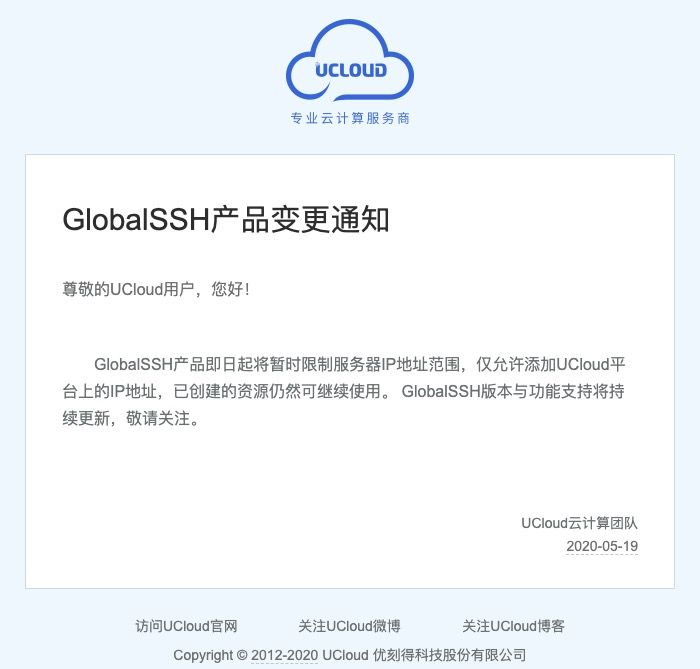 UCLOUD
专业云计算服务商
GlobalSSH产品变更通知
尊敬的UCloud用户，您好！
GlobalSSH产品即日起将暂时限制服务器IP地址范围，仅允许添加UCloud平
台上的IP地址，已创建的资源仍然可继续使用。 GlobalSSH版本与功能支持将持
续更新，敬请关注。
UCloud云计算团队
2020-05-19
访问UCloud官网 关注UCloud微博 关注UCloud博客
Copyright © 2012-2020 UCloud 优刻得科技股份有限公司